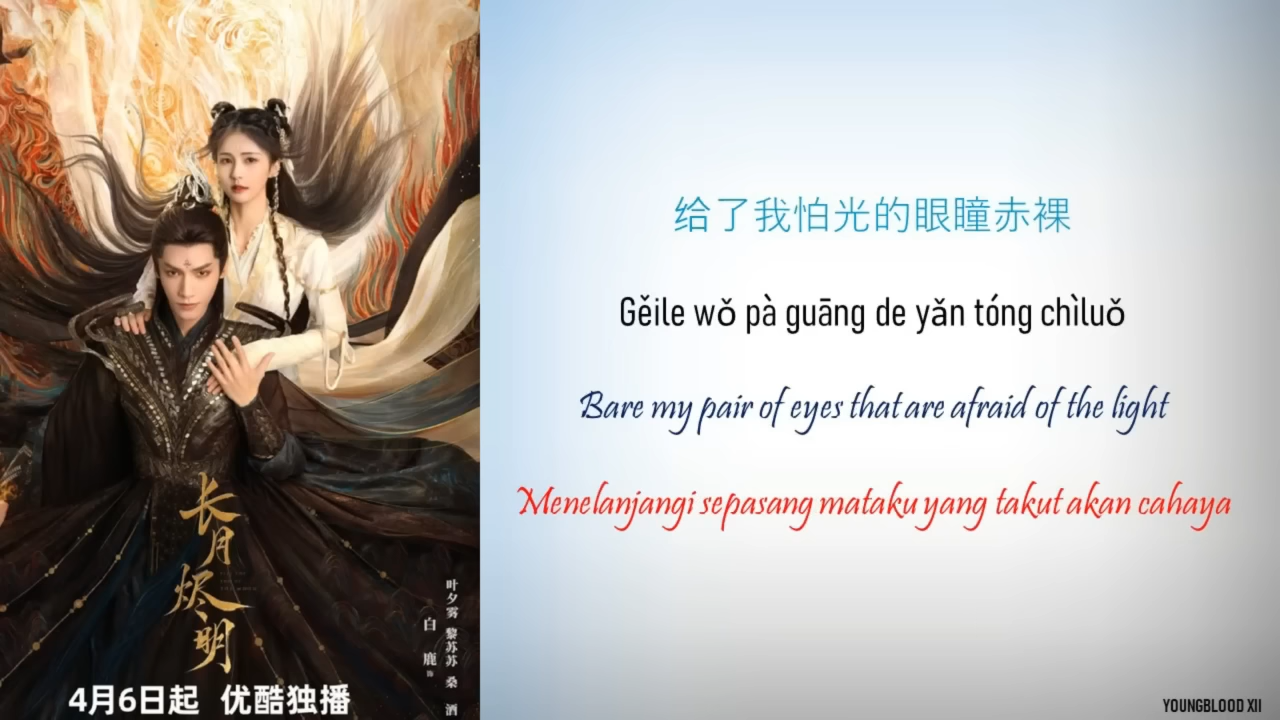 给了我怕光的眼瞳赤裸
Gěile wǒ pà guāng de yǎn tóng chìluǒ
Bare my pair of eyes that are afraid of the light
Menelanjangi sepasang mataku yang takut akan cahaya
长月烬明
叶夕雾 黎苏苏 桑酒
白鹿 饰
4月6日起 优酷独播
YOUNGBLOOD XII